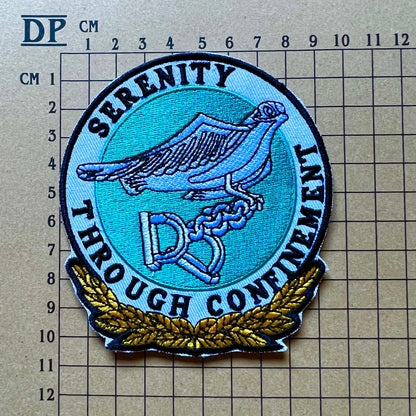 DP CM
1 2 3 4 5 6 7 8 9 10 11 12
CM 1
2
3
4
5
6
7
8
9
10
11
12
SERENITY
THROUGH CONFINEMENT